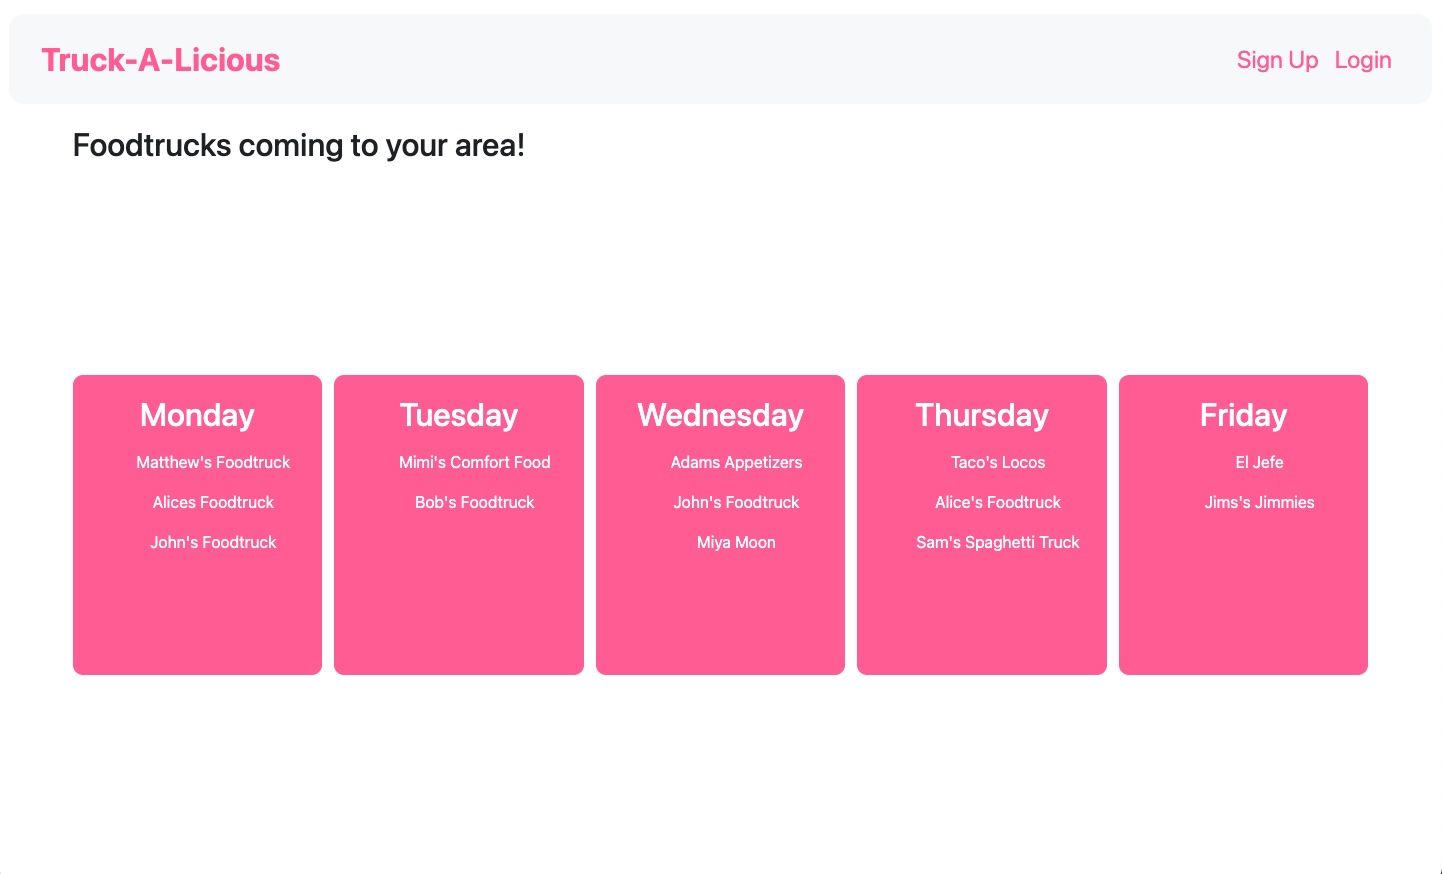 Truck-A-Licious
Sign Up Login
Foodtrucks coming to your area!
Monday
Matthew's Foodtruck
Alices Foodtruck
John's Foodtruck
Tuesday
Mimi's Comfort Food
Bob's Foodtruck
Wednesday
Adams Appetizers
John's Foodtruck
Miya Moon
Thursday
Taco's Locos
Alice's Foodtruck
Sam's Spaghetti Truck
Friday
El Jefe
Jims's Jimmies